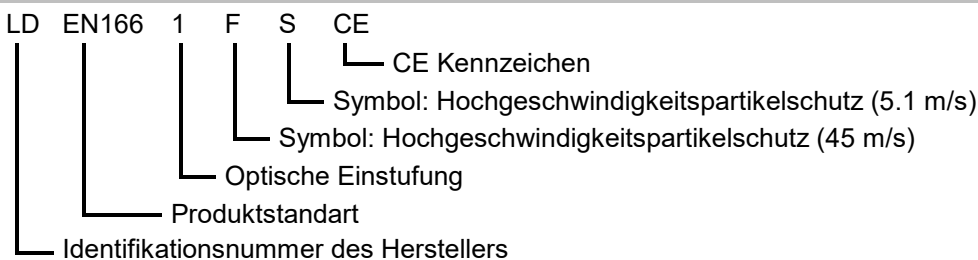 LD EN166 1 F S CE
CE Kennzeichen
Symbol: Hochgeschwindigkeitspartikelschutz (5.1 m/s)
Symbol: Hochgeschwindigkeitspartikelschutz (45 m/s)
Optische Einstufung
Produktstandart
Identifikationsnummer des Herstellers